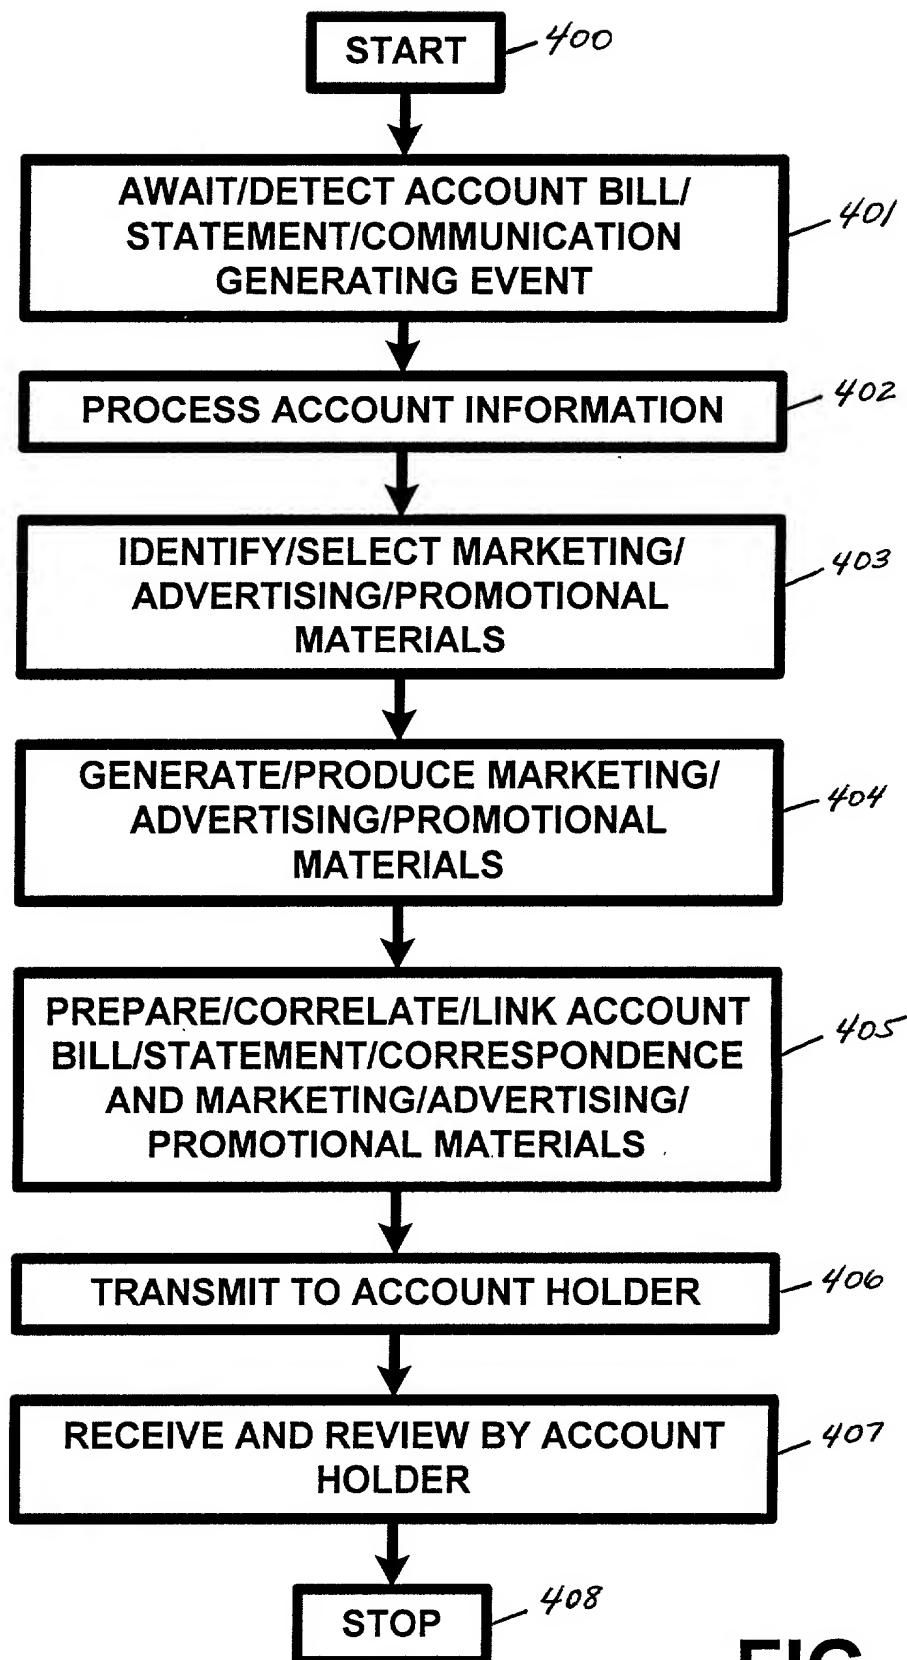 START
400
AWAIT/DETECT ACCOUNT BILL/
STATEMENT/COMMUNICATION
GENERATING EVENT
401
PROCESS ACCOUNT INFORMATION
402
IDENTIFY/SELECT MARKETING/
ADVERTISING/PROMOTIONAL
MATERIALS
403
GENERATE/PRODUCE MARKETING/
ADVERTISING/PROMOTIONAL
MATERIALS
404
PREPARE/CORRELATE/LINK ACCOUNT
BILL/STATEMENT/CORRESPONDENCE
AND MARKETING/ADVERTISING/
PROMOTIONAL MATERIALS
405
TRANSMIT TO ACCOUNT HOLDER
406
RECEIVE AND REVIEW BY ACCOUNT
HOLDER
407
STOP
408
FIG